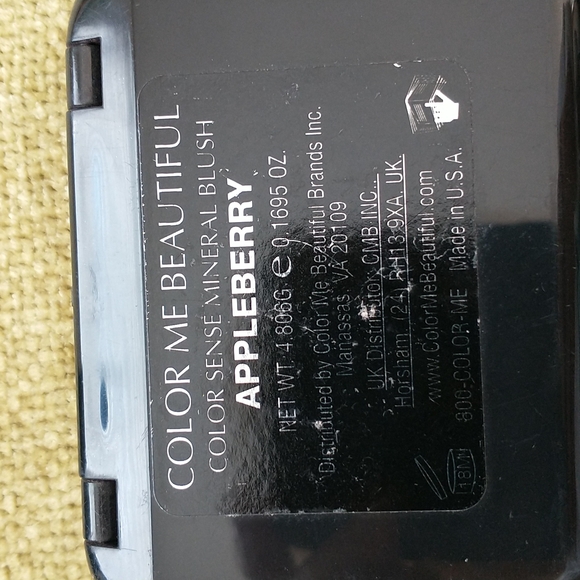 COLOR ME BEAUTIFUL
COLOR SENSE MINERAL BLUSH
APPLEBERRY
NET WT. 4.806G e 0.1695 OZ.
Distributed by Color Me Beautiful Brands Inc.
Manassas, VA 20109
UK Distributor: CMB INC.,
Horsham, (24) RH13 9XA, UK
www.ColorMeBeautiful.com
800-COLOR-ME Made in U.S.A.
18M